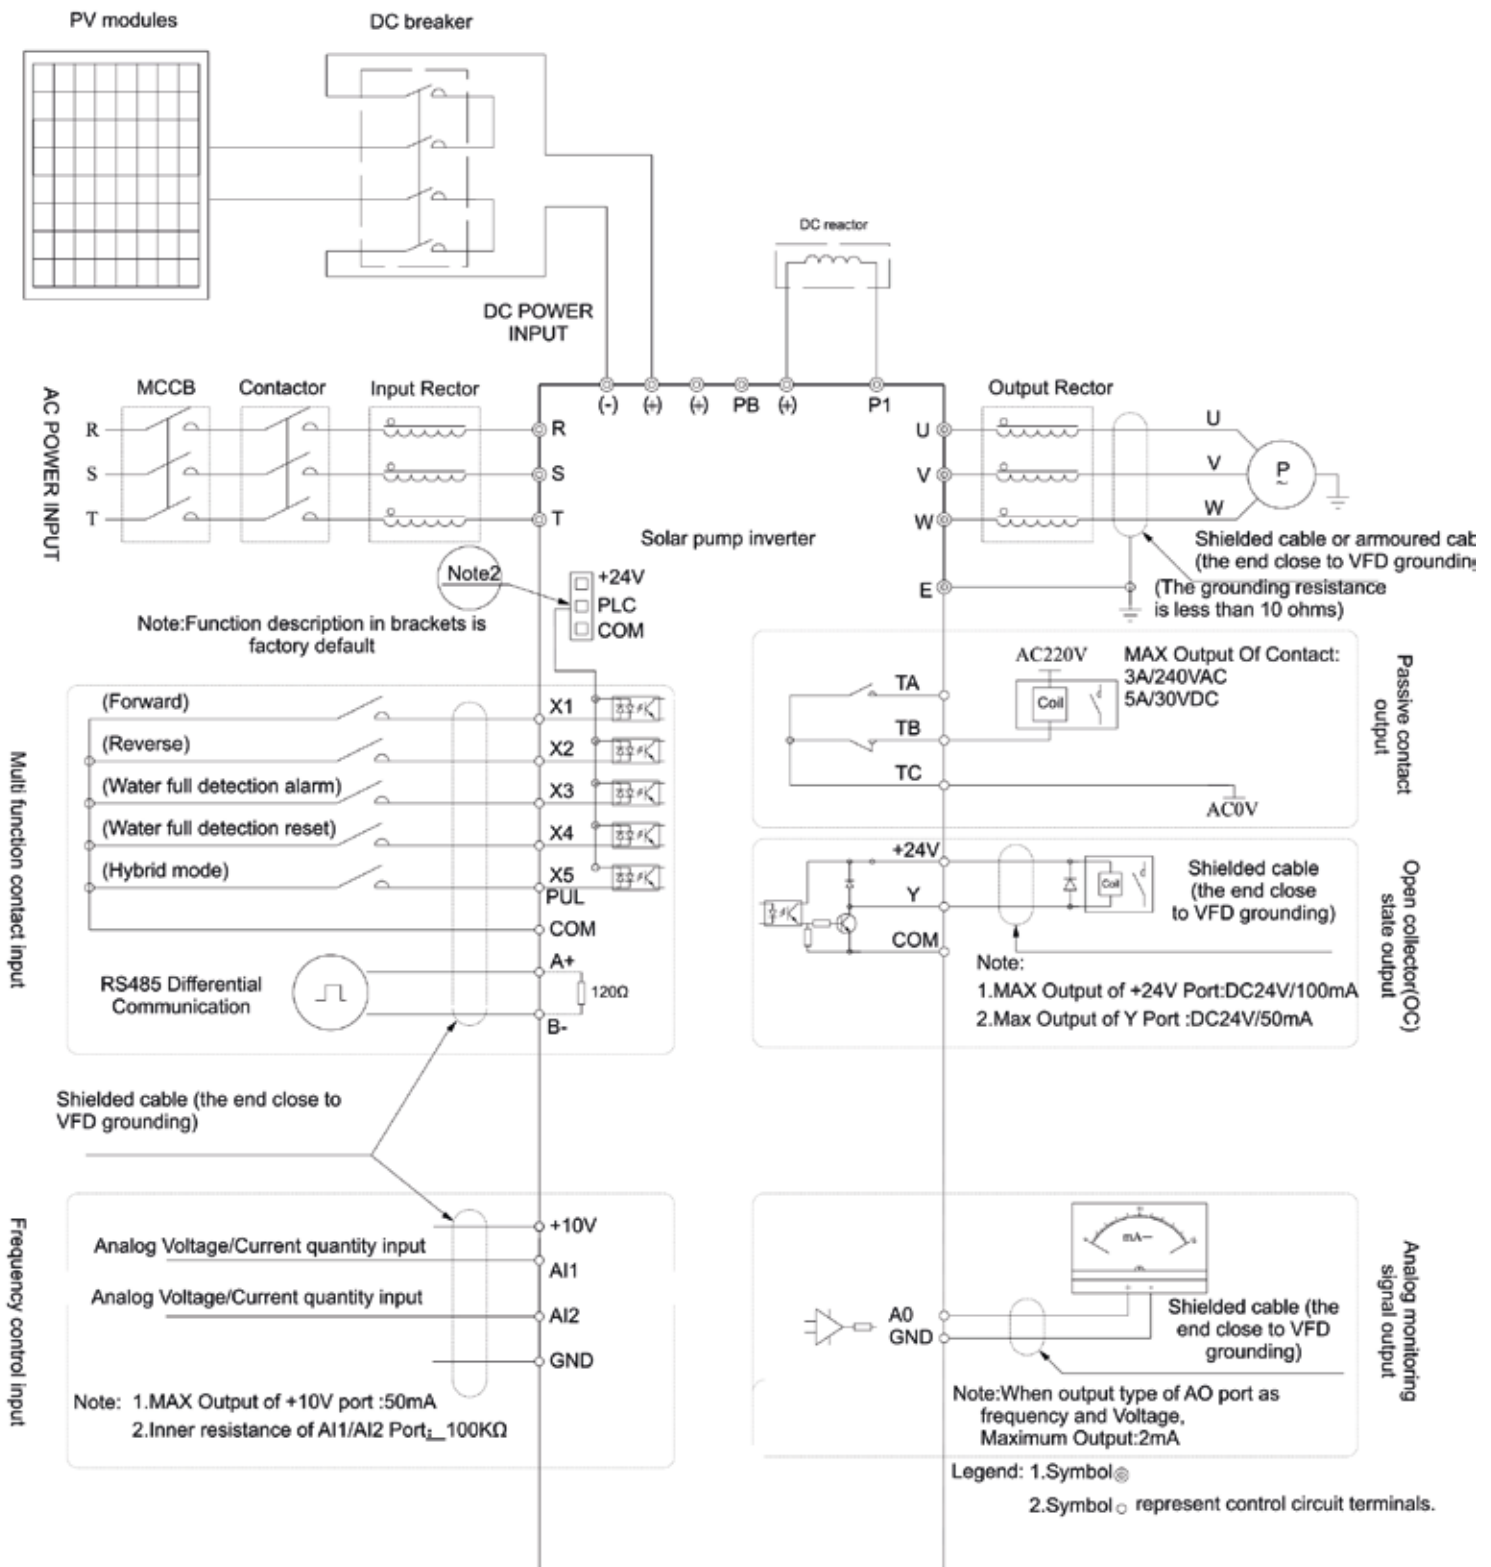 PV modules
DC breaker
DC reactor
DC POWER
INPUT
AC POWER INPUT
MCCB
Contactor
Input Rector
(-)
(+)
(+)
PB
(+)
P1
Output Rector
R
R
S
S
T
T
U
U
V
V
W
W
P
~
Solar pump inverter
Shielded cable or armoured cab
(the end close to VFD grounding
(The grounding resistance
is less than 10 ohms)
E
Note2
+24V
PLC
COM
Note:Function description in brackets is
factory default
Multi function contact input
(Forward)
X1
(Reverse)
X2
(Water full detection alarm)
X3
(Water full detection reset)
X4
(Hybrid mode)
X5
PUL
COM
RS485 Differential
Communication
A+
120Ω
B-
Shielded cable (the end close to
VFD grounding)
Frequency control input
+10V
Analog Voltage/Current quantity input
AI1
Analog Voltage/Current quantity input
AI2
GND
Note: 1.MAX Output of +10V port :50mA
2.Inner resistance of AI1/AI2 Port: 100KΩ
Passive contact
output
AC220V
MAX Output Of Contact:
3A/240VAC
5A/30VDC
Coil
TA
TB
TC
AC0V
Open collector(OC)
state output
+24V
Y
COM
Coil
Shielded cable
(the end close
to VFD grounding)
Note:
1.MAX Output of +24V Port:DC24V/100mA
2.Max Output of Y Port :DC24V/50mA
Analog monitoring
signal output
mA
A0
GND
Shielded cable (the
end close to VFD
grounding)
Note:When output type of AO port as
frequency and Voltage,
Maximum Output:2mA
Legend: 1.Symbol
2.Symbol represent control circuit terminals.